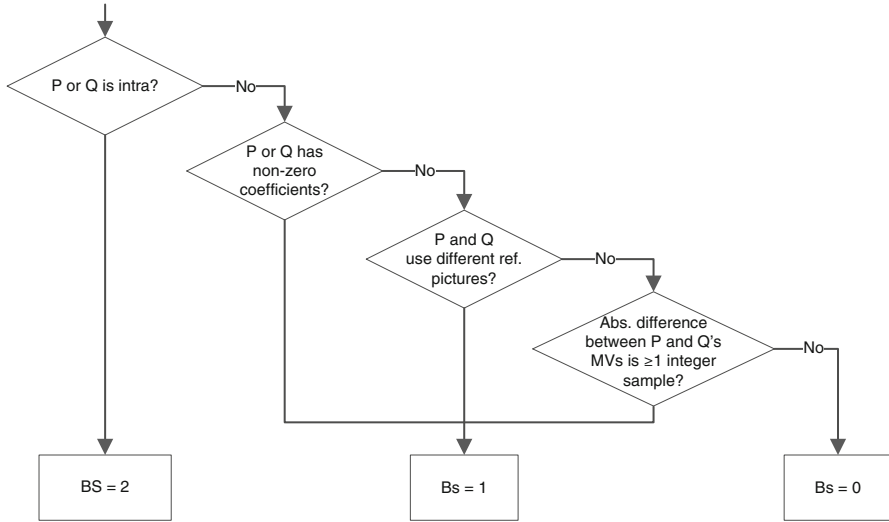 P or Q is intra?
No
P or Q has
non-zero
coefficients?
No
P and Q
use different ref.
pictures?
No
Abs. difference
between P and Q's
MVs is ≥1 integer
sample?
No
BS = 2
Bs = 1
Bs = 0